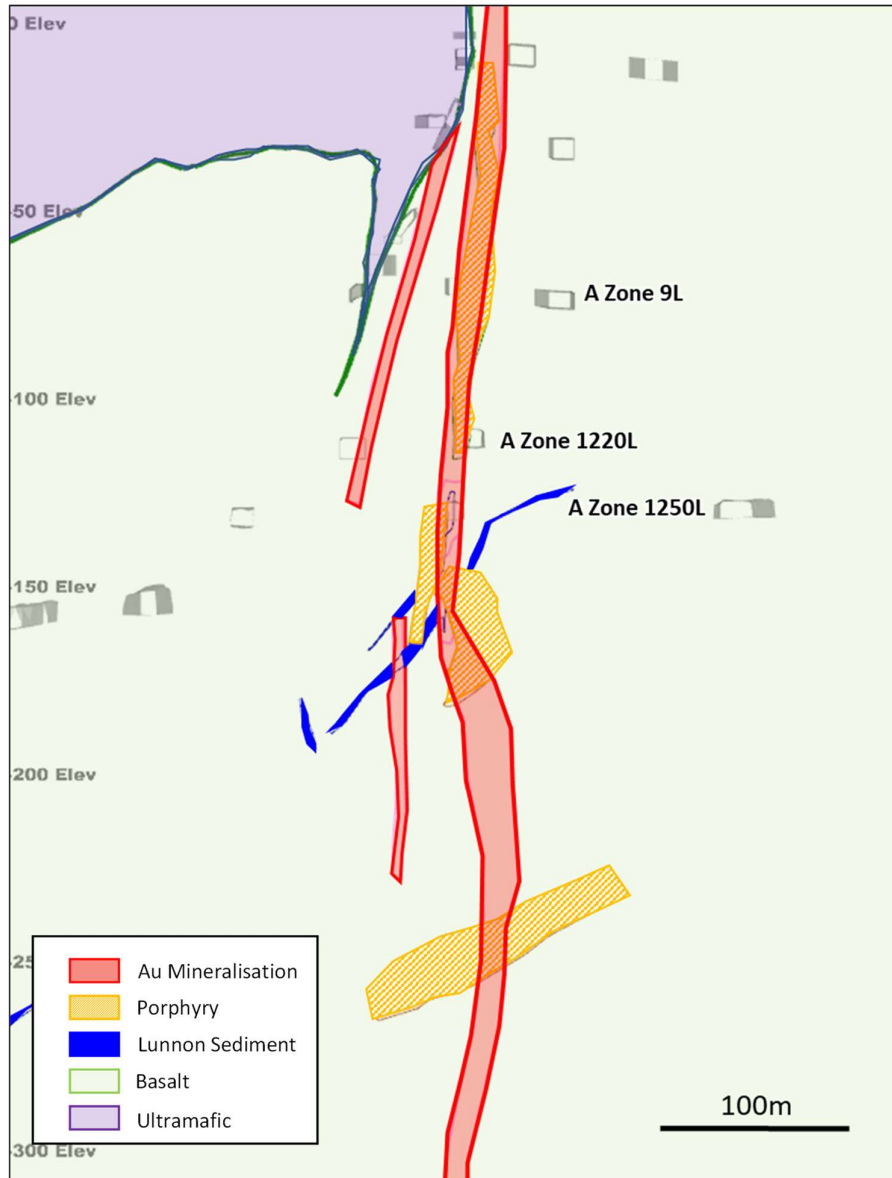 0 Elev
50 Elev
A Zone 9L
-100 Elev
A Zone 1220L
A Zone 1250L
-150 Elev
-200 Elev
-25
Au Mineralisation
Porphyry
Lunnon Sediment
Basalt
Ultramafic
100m
-300 Elev